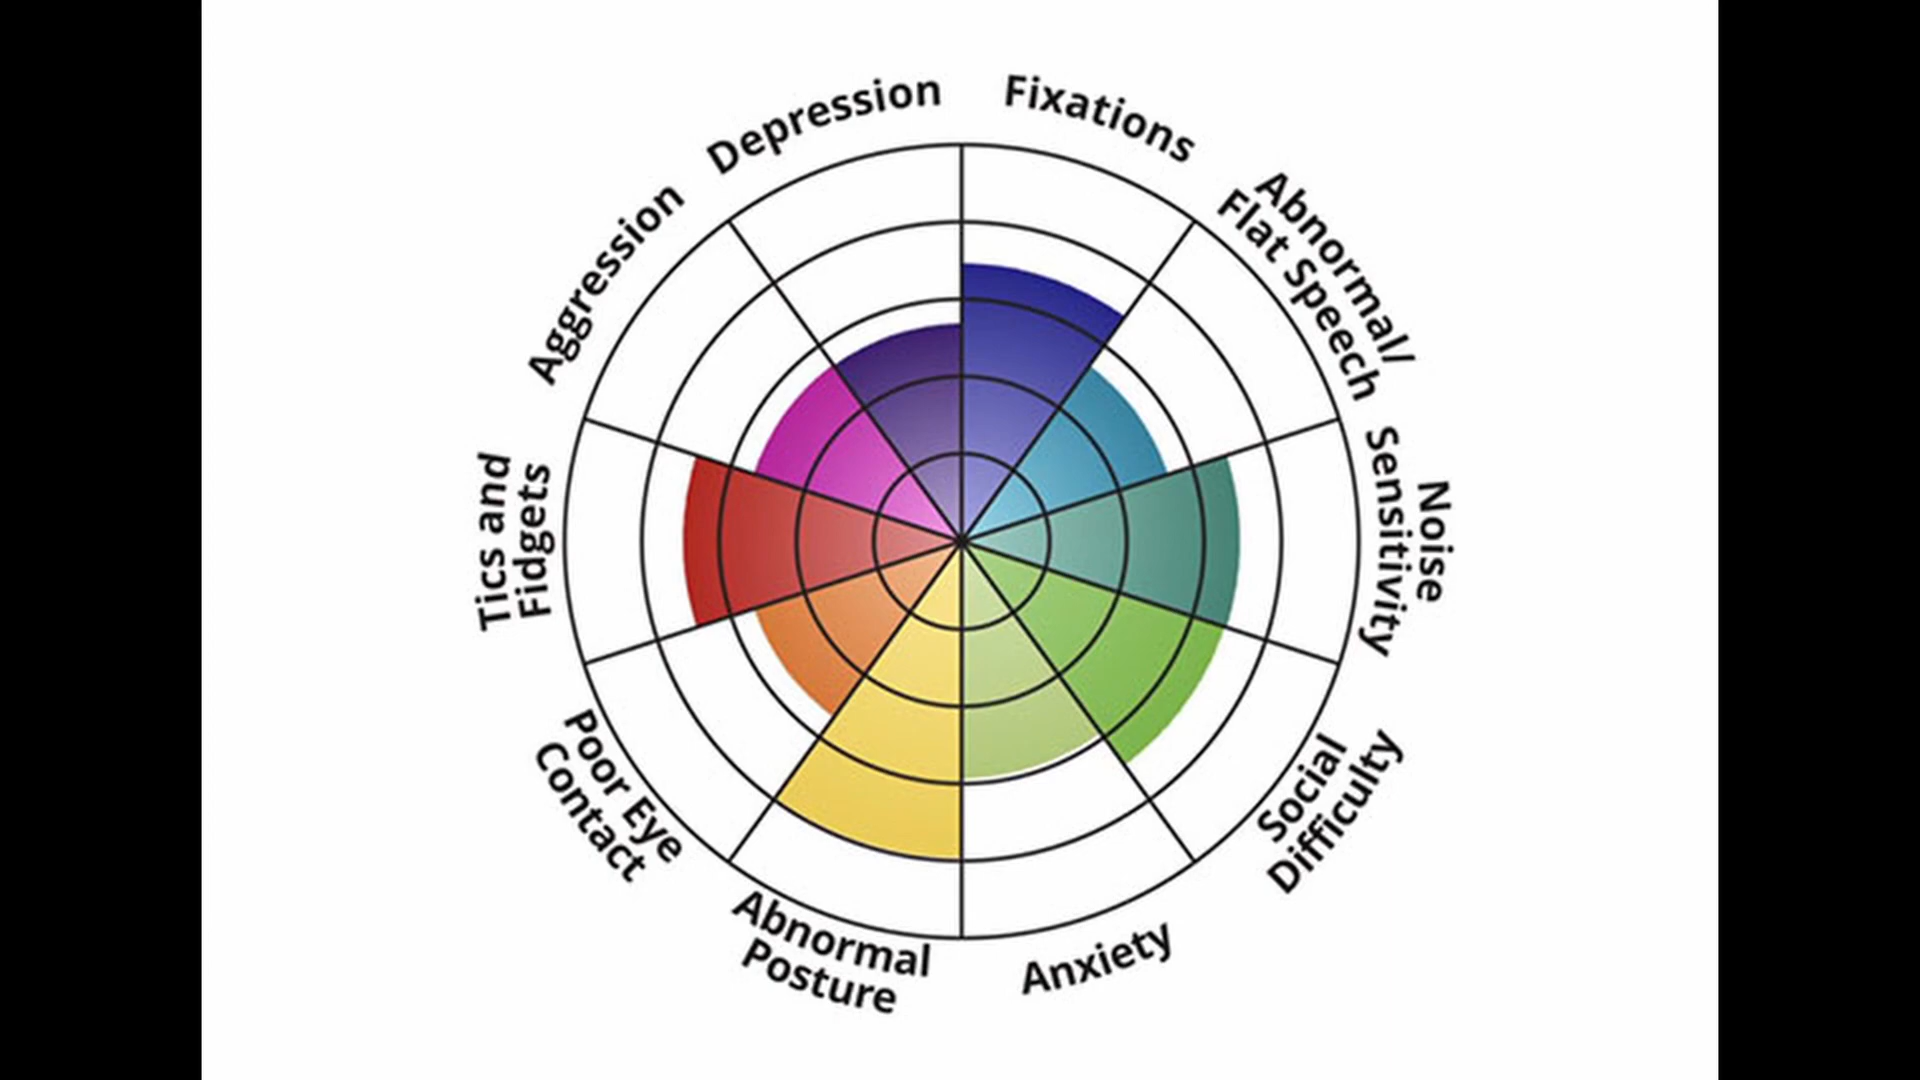 Depression
Fixations
Abnormal/
Flat Speech
Noise
Sensitivity
Social
Difficulty
Anxiety
Abnormal
Posture
Poor Eye
Contact
Tics and
Fidgets
Aggression